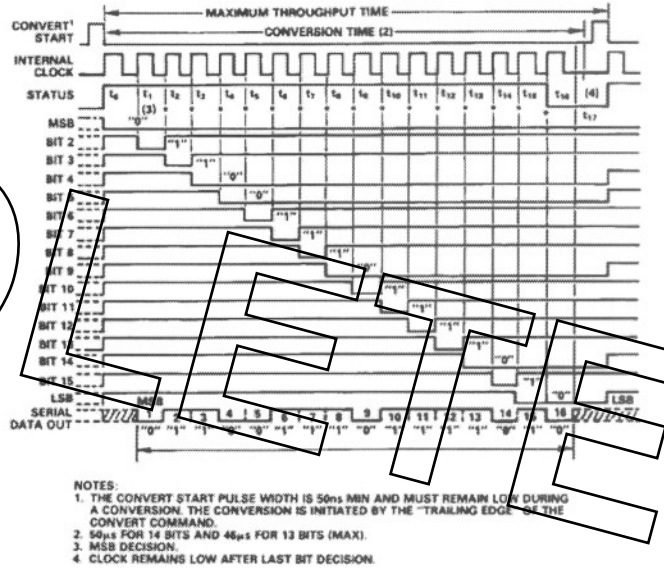 MAXIMUM THROUGHPUT TIME
CONVERT¹ START
CONVERSION TIME (2)
INTERNAL CLOCK
STATUS t₀ t₁ t₂ t₃ t₄ t₅ t₆ t₇ t₈ t₉ t₁₀ t₁₁ t₁₂ t₁₃ t₁₄ t₁₅ t₁₆ (4)
(3) t₁₇
MSB "0"
BIT 2 "1"
BIT 3 "1"
BIT 4 "0"
BIT 5 "0"
BIT 6 "1"
BIT 7 "1"
BIT 8 "1"
BIT 9 "0"
BIT 10 "1"
BIT 11 "1"
BIT 12 "1"
BIT 13 "1"
BIT 14 "0"
BIT 15 "1"
LSB MSB "0" LSB
SERIAL DATA OUT 2 3 4 5 6 7 8 9 10 11 12 13 14 15 16
"0" "1" "1" "0" "0" "1" "1" "1" "0" "1" "1" "1" "1" "0" "1" "0"
NOTES:
1. THE CONVERT START PULSE WIDTH IS 50ns MIN AND MUST REMAIN LOW DURING
A CONVERSION. THE CONVERSION IS INITIATED BY THE "TRAILING EDGE" OF THE
CONVERT COMMAND.
2. 50µs FOR 14 BITS AND 46µs FOR 13 BITS (MAX).
3. MSB DECISION.
4. CLOCK REMAINS LOW AFTER LAST BIT DECISION.
LETE